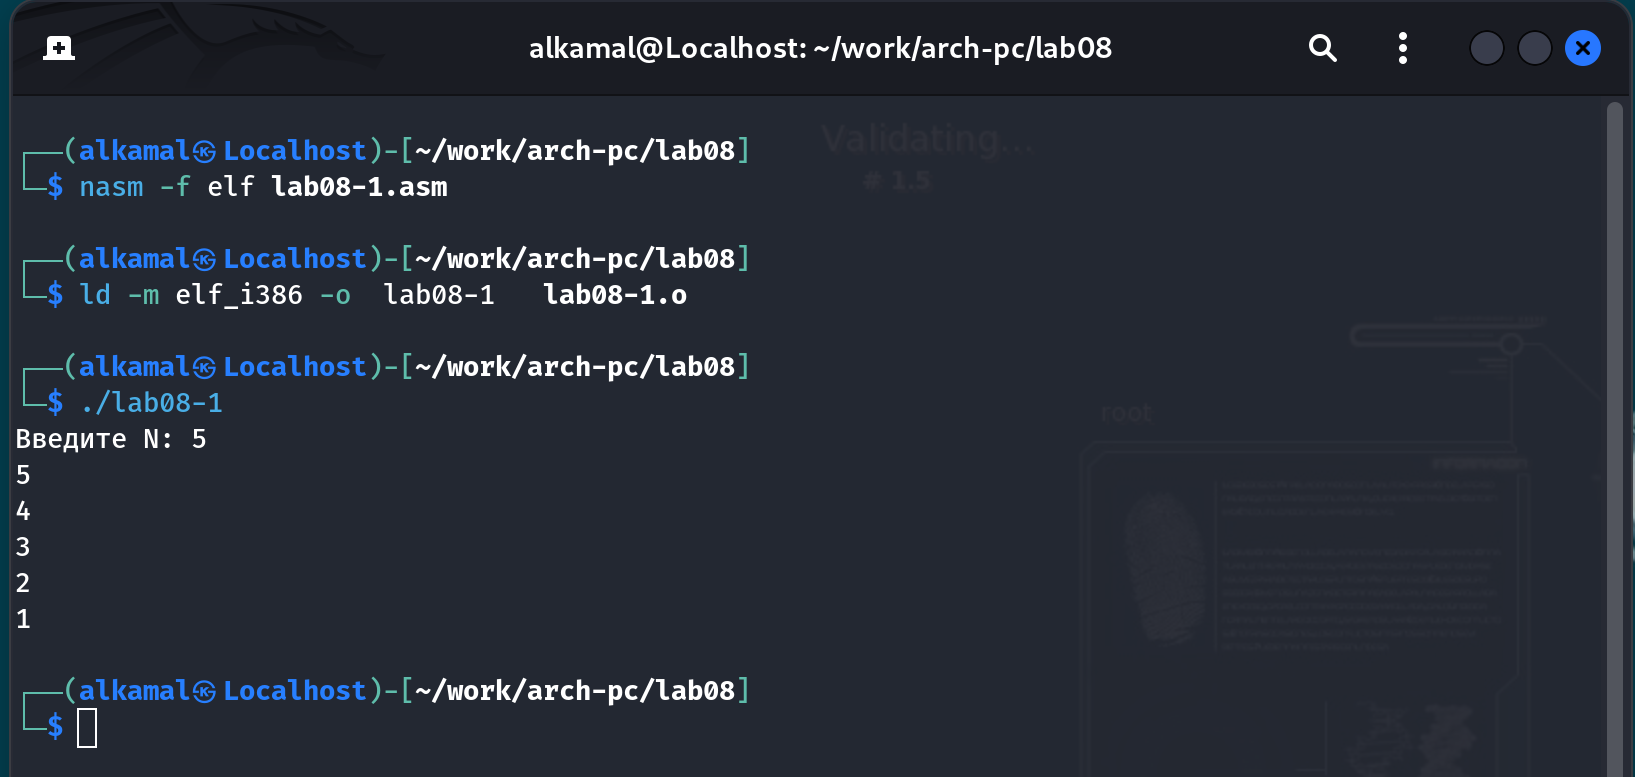 alkamal@Localhost: ~/work/arch-pc/lab08
Validating...
# 1.5
┌──(alkamal㉿Localhost)-[~/work/arch-pc/lab08]
└─$ nasm -f elf lab08-1.asm
┌──(alkamal㉿Localhost)-[~/work/arch-pc/lab08]
└─$ ld -m elf_i386 -o  lab08-1   lab08-1.o
┌──(alkamal㉿Localhost)-[~/work/arch-pc/lab08]
└─$ ./lab08-1
Введите N: 5
5
4
3
2
1
root
┌──(alkamal㉿Localhost)-[~/work/arch-pc/lab08]
└─$